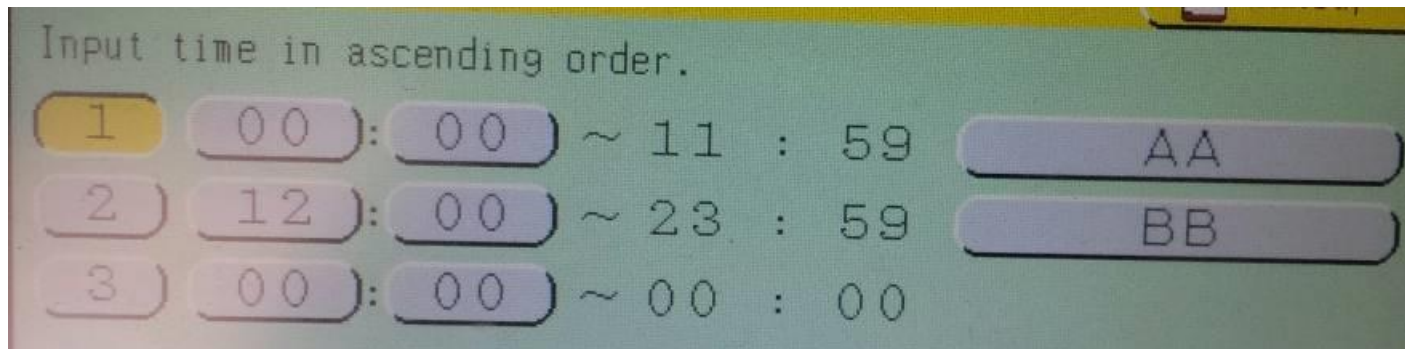 Input time in ascending order.
1 00 : 00 ~ 11 : 59 AA
2 12 : 00 ~ 23 : 59 BB
3 00 : 00 ~ 00 : 00